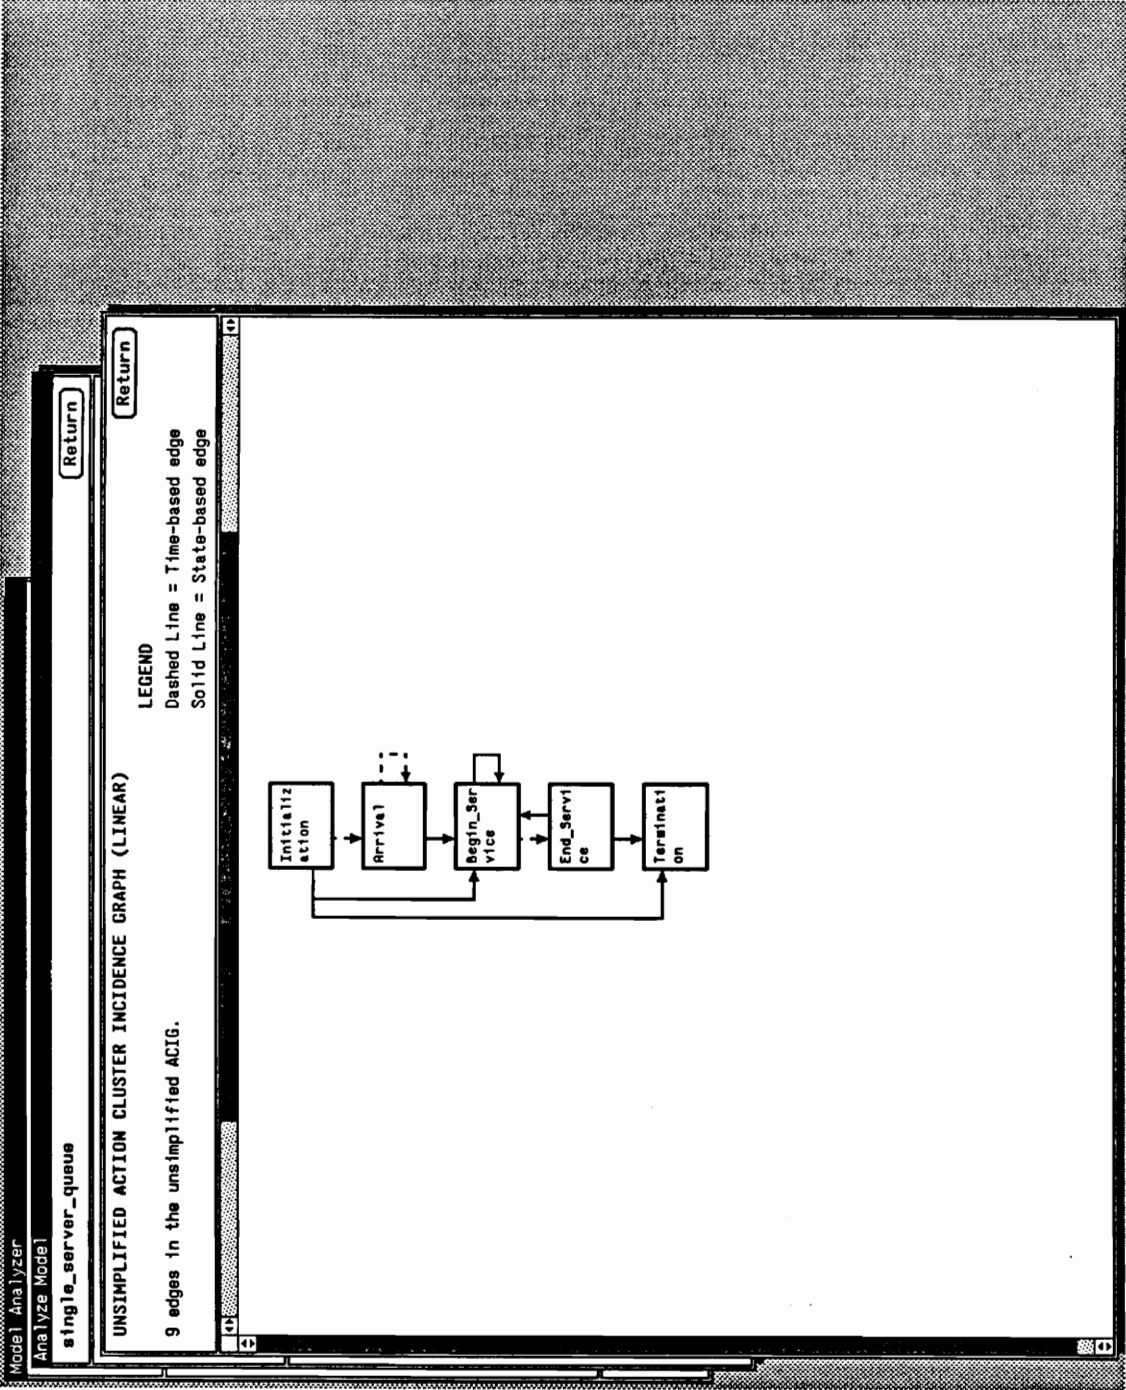 Model Analyzer
Analyze Model
single_server_queue
Return
UNSIMPLIFIED ACTION CLUSTER INCIDENCE GRAPH (LINEAR)
Return
LEGEND
9 edges in the unsimplified ACIG.
Dashed Line = Time-based edge
Solid Line = State-based edge
Initializ
ation
Arrival
Begin_Ser
vice
End_Servi
ce
Terminati
on